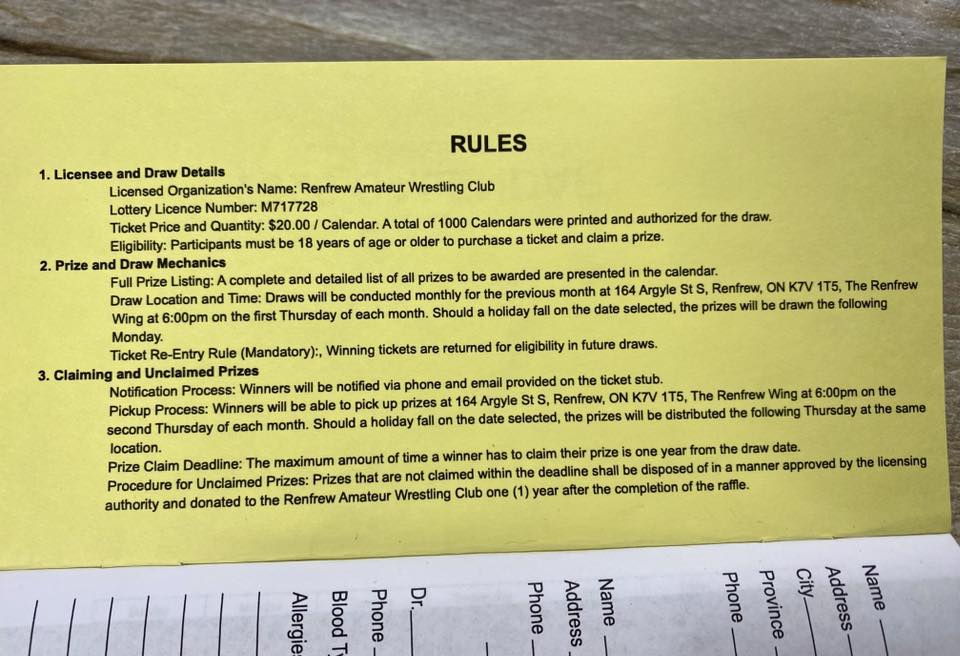 RULES
1. Licensee and Draw Details
Licensed Organization's Name: Renfrew Amateur Wrestling Club
Lottery Licence Number: M717728
Ticket Price and Quantity: $20.00 / Calendar. A total of 1000 Calendars were printed and authorized for the draw.
Eligibility: Participants must be 18 years of age or older to purchase a ticket and claim a prize.
2. Prize and Draw Mechanics
Full Prize Listing: A complete and detailed list of all prizes to be awarded are presented in the calendar.
Draw Location and Time: Draws will be conducted monthly for the previous month at 164 Argyle St S, Renfrew, ON K7V 1T5, The Renfrew
Wing at 6:00pm on the first Thursday of each month. Should a holiday fall on the date selected, the prizes will be drawn the following
Monday.
Ticket Re-Entry Rule (Mandatory):, Winning tickets are returned for eligibility in future draws.
3. Claiming and Unclaimed Prizes
Notification Process: Winners will be notified via phone and email provided on the ticket stub.
Pickup Process: Winners will be able to pick up prizes at 164 Argyle St S, Renfrew, ON K7V 1T5, The Renfrew Wing at 6:00pm on the
second Thursday of each month. Should a holiday fall on the date selected, the prizes will be distributed the following Thursday at the same
location.
Prize Claim Deadline: The maximum amount of time a winner has to claim their prize is one year from the draw date.
Procedure for Unclaimed Prizes: Prizes that are not claimed within the deadline shall be disposed of in a manner approved by the licensing
authority and donated to the Renfrew Amateur Wrestling Club one (1) year after the completion of the raffle.
Name
Address
City
Province
Phone
Name
Address
Phone
Dr.
Phone
Blood